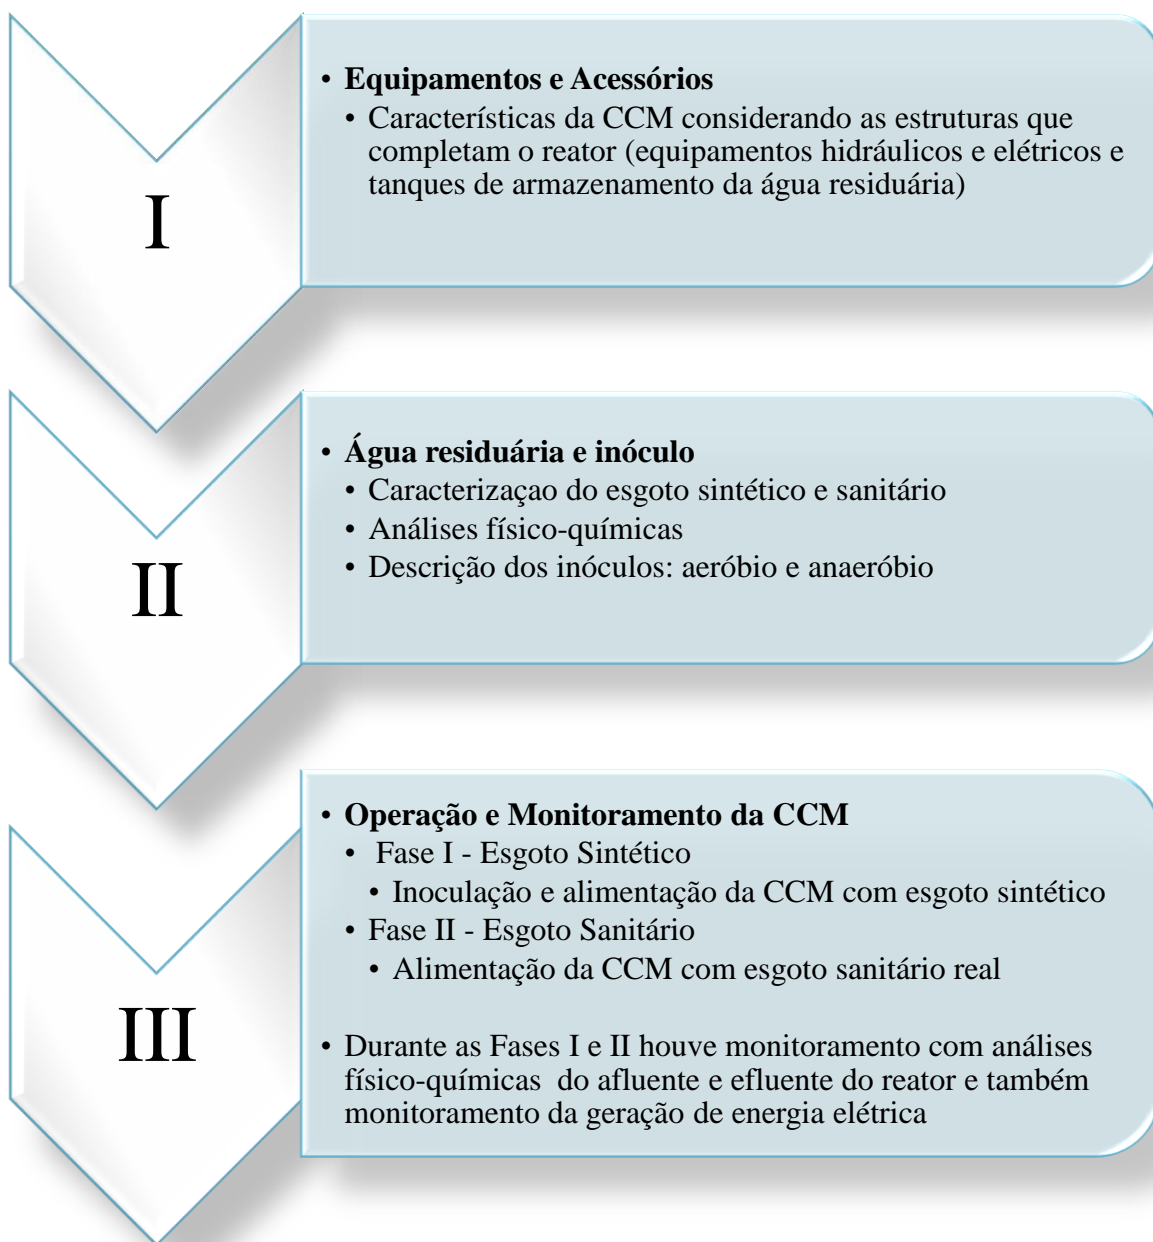 I
• Equipamentos e Acessórios
• Características da CCM considerando as estruturas que
completam o reator (equipamentos hidráulicos e elétricos e
tanques de armazenamento da água residuária)
II
• Água residuária e inóculo
• Caracterizaçao do esgoto sintético e sanitário
• Análises físico-químicas
• Descrição dos inóculos: aeróbio e anaeróbio
III
• Operação e Monitoramento da CCM
• Fase I - Esgoto Sintético
• Inoculação e alimentação da CCM com esgoto sintético
• Fase II - Esgoto Sanitário
• Alimentação da CCM com esgoto sanitário real
• Durante as Fases I e II houve monitoramento com análises
físico-químicas do afluente e efluente do reator e também
monitoramento da geração de energia elétrica